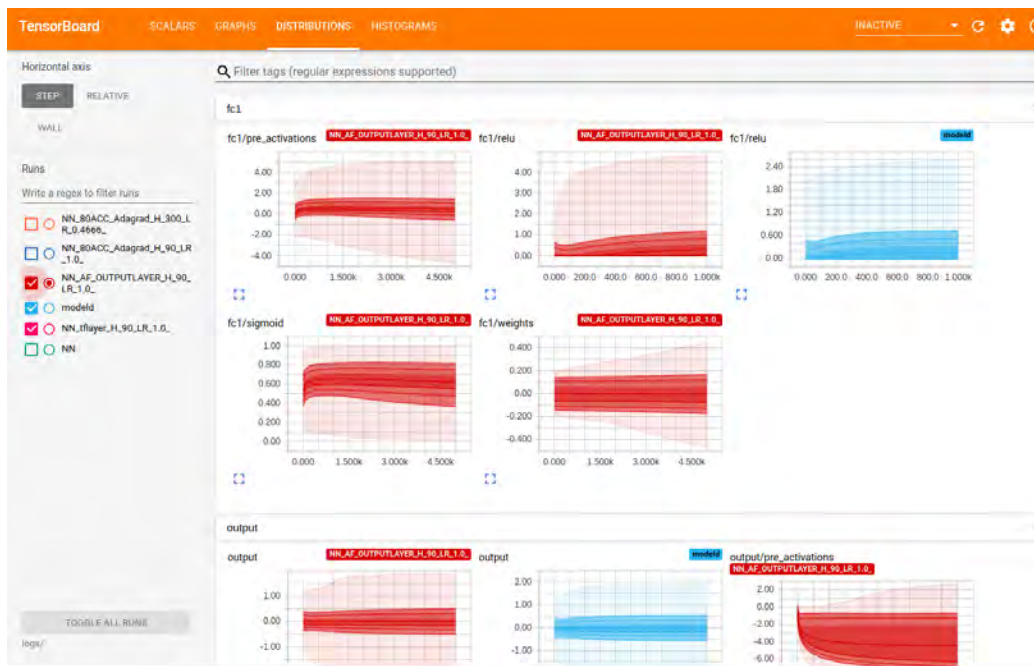 TensorBoard SCALARS GRAPHS DISTRIBUTIONS HISTOGRAMS INACTIVE
Horizontal axis
STEP RELATIVE
WALL
Runs
Write a regex to filter runs
NN_80ACC_Adagrad_H_300_L
R_0.4666_
NN_80ACC_Adagrad_H_90_LR
_1.0_
NN_AF_OUTPUTLAYER_H_90_
LR_1.0_
modeld
NN_tflayer_H_90_LR_1.0_
NN
TOGGLE ALL RUNS
logs/
Filter tags (regular expressions supported)
fc1
fc1/pre_activations NN_AF_OUTPUTLAYER_H_90_LR_1.0_
4.00
2.00
0.00
-2.00
-4.00
0.000 1.500k 3.000k 4.500k
fc1/relu NN_AF_OUTPUTLAYER_H_90_LR_1.0_
4.00
3.00
2.00
1.00
0.00
0.000 200.0 400.0 600.0 800.0 1.000k
fc1/relu modeld
2.40
1.80
1.20
0.600
0.00
0.000 200.0 400.0 600.0 800.0 1.000k
fc1/sigmoid NN_AF_OUTPUTLAYER_H_90_LR_1.0_
1.00
0.800
0.600
0.400
0.200
0.00
0.000 1.500k 3.000k 4.500k
fc1/weights NN_AF_OUTPUTLAYER_H_90_LR_1.0_
0.400
0.200
0.00
-0.200
-0.400
0.000 1.500k 3.000k 4.500k
output
output NN_AF_OUTPUTLAYER_H_90_LR_1.0_
1.00
0.00
-1.00
output modeld
2.00
1.00
0.00
-1.00
output/pre_activations
NN_AF_OUTPUTLAYER_H_90_LR_1.0_
2.00
0.00
-2.00
-4.00
-6.00